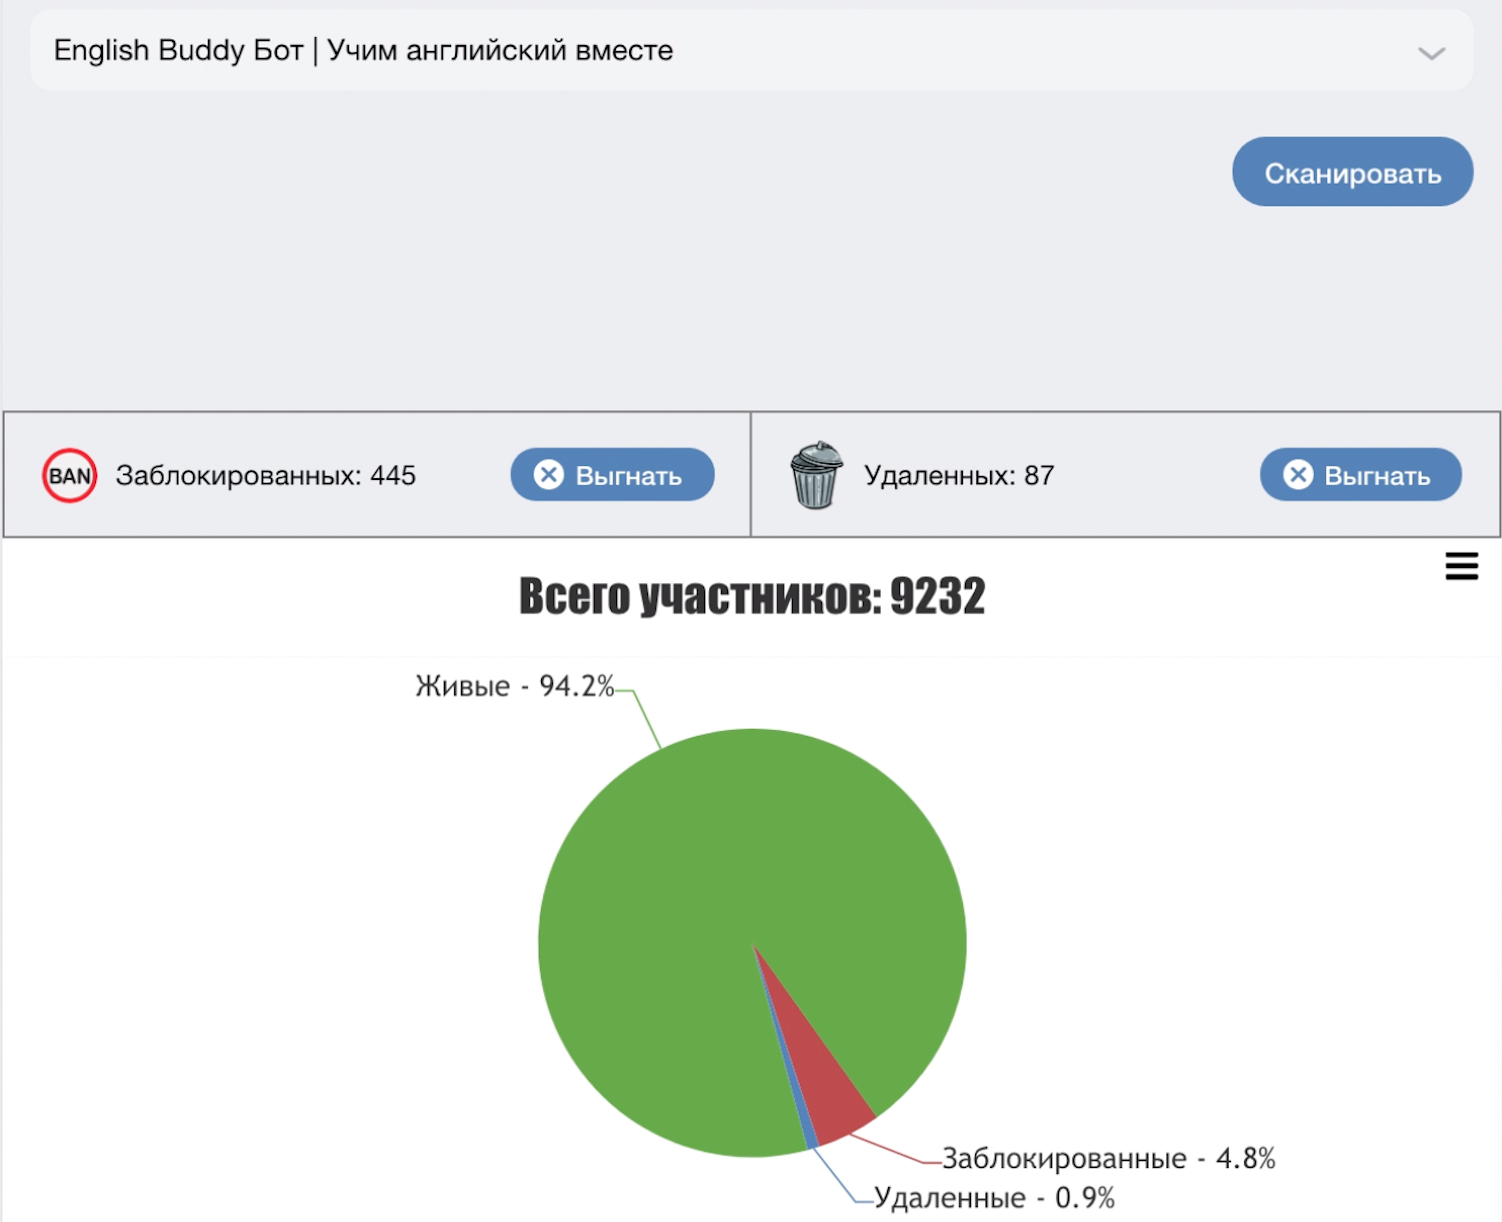 English Buddy Бот | Учим английский вместе
Сканировать
BAN Заблокированных: 445 Выгнать
Удаленных: 87 Выгнать
Всего участников: 9232
Живые - 94.2%
Заблокированные - 4.8%
Удаленные - 0.9%